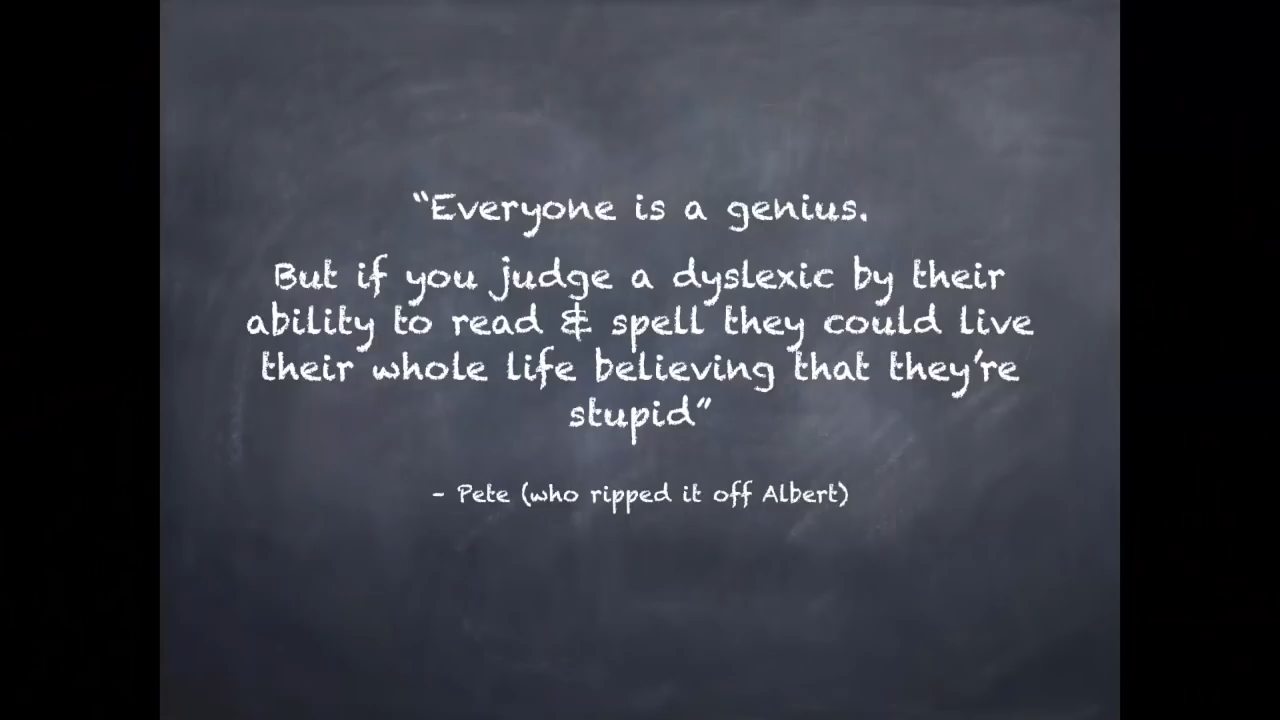 “Everyone is a genius.
But if you judge a dyslexic by their
ability to read & spell they could live
their whole life believing that they’re
stupid”
- Pete (who ripped it off Albert)